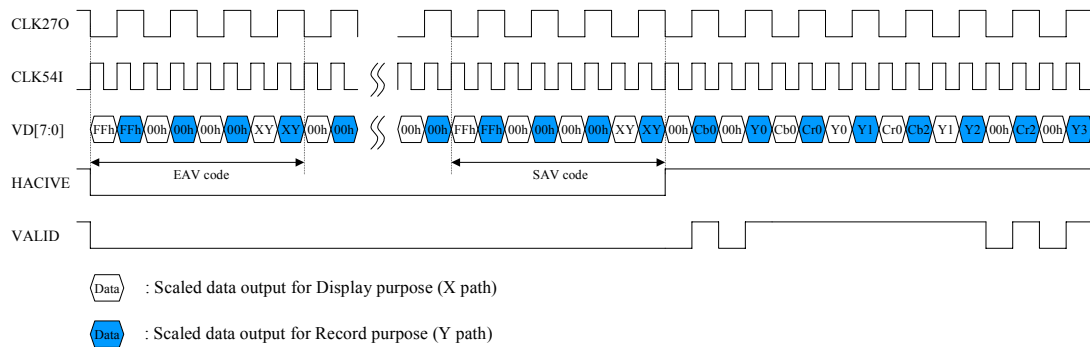 CLK27O
CLK54I
VD[7:0] FFh FFh 00h 00h 00h 00h XY XY 00h 00h 00h 00h FFh FFh 00h 00h 00h 00h XY XY 00h Cb0 00h Y0 Cb0 Cr0 Y0 Y1 Cr0 Cb2 Y1 Y2 00h Cr2 00h Y3
EAV code SAV code
HACIVE
VALID
Data : Scaled data output for Display purpose (X path)
Data : Scaled data output for Record purpose (Y path)